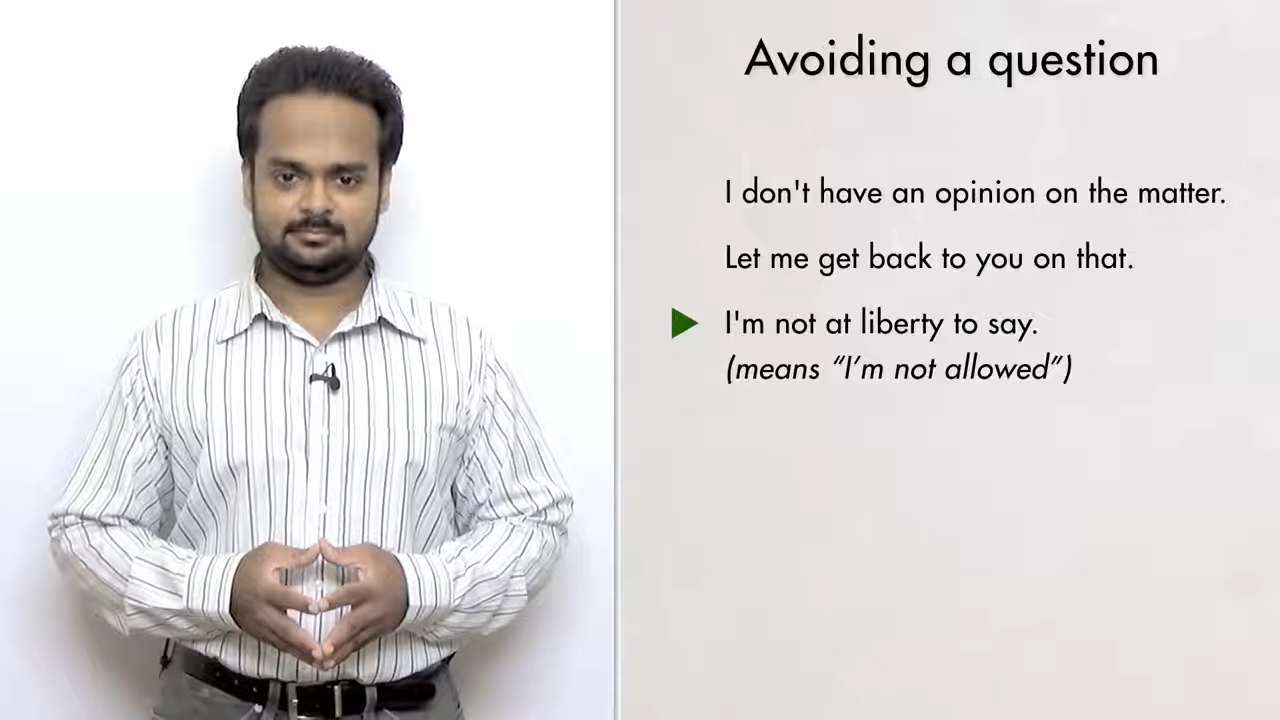 Avoiding a question
I don't have an opinion on the matter.
Let me get back to you on that.
I'm not at liberty to say.
(means “I’m not allowed”)